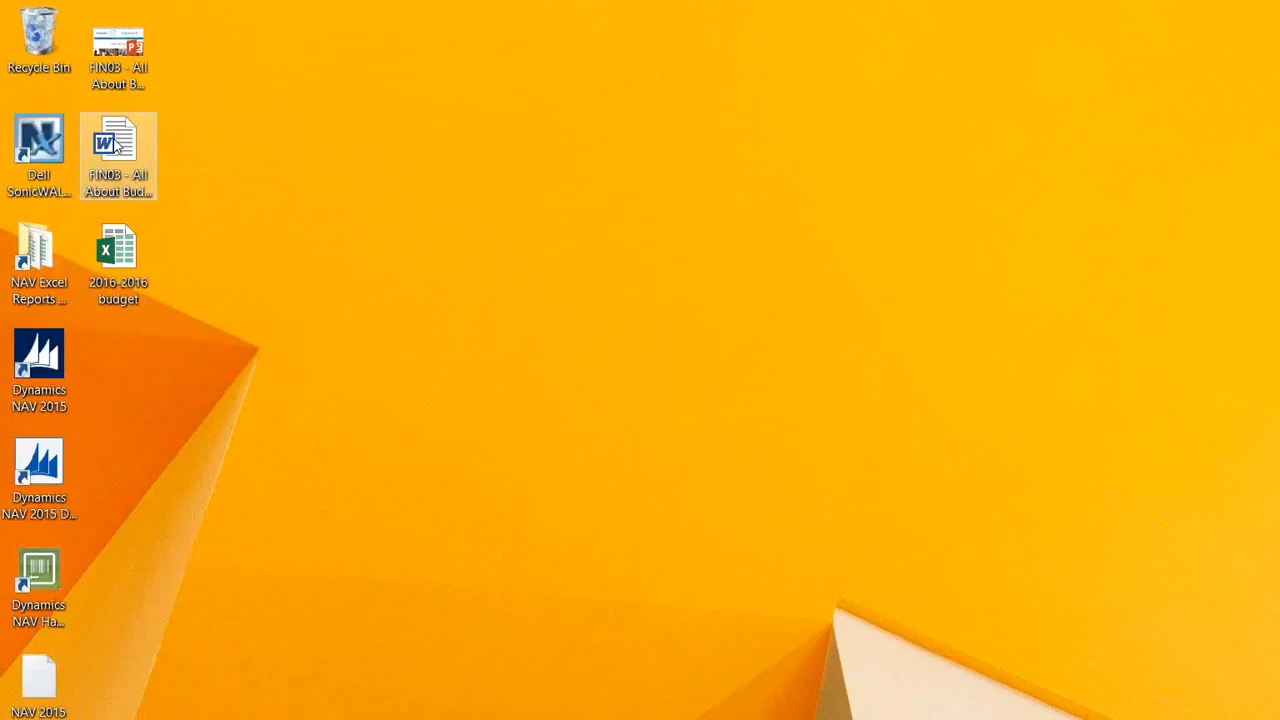 Recycle Bin
FIN03 - All
About B...
Dell
SonicWAL...
FIN03 - All
About Bud...
NAV Excel
Reports ...
2016-2016
budget
Dynamics
NAV 2015
Dynamics
NAV 2015 D...
Dynamics
NAV Ha...
NAV 2015